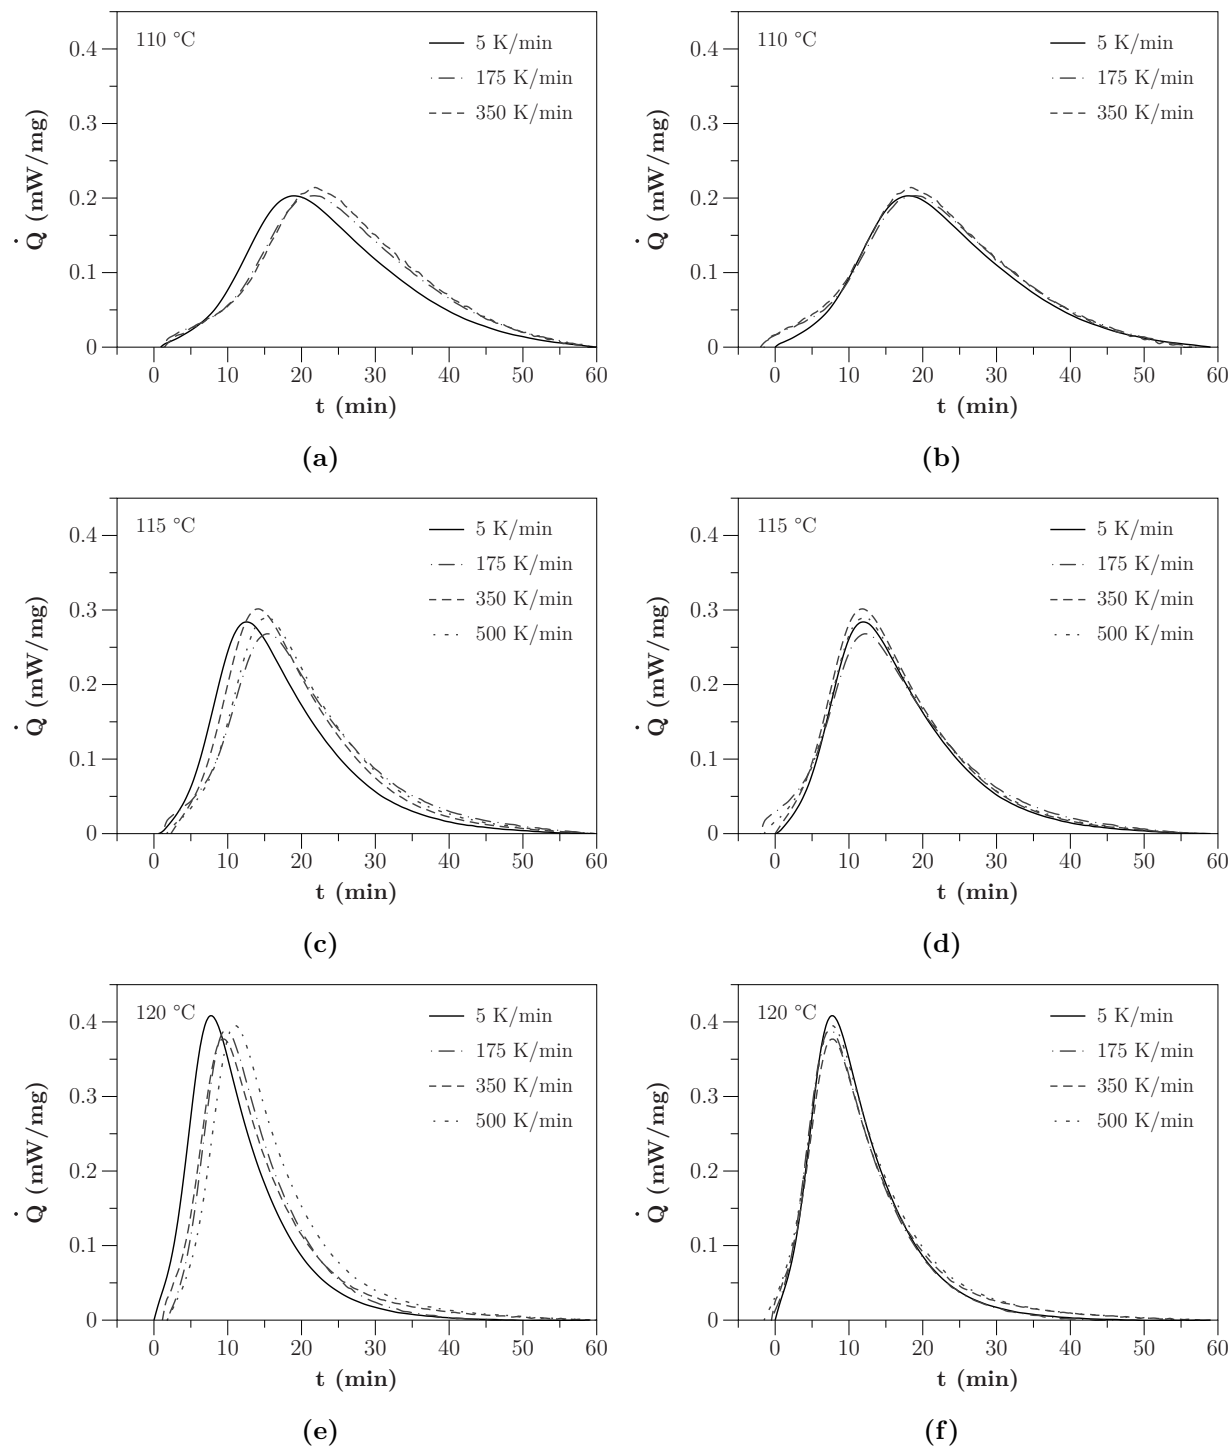 110 °C
5 K/min
175 K/min
350 K/min
0.4
0.3
0.2
0.1
0
Q̇ (mW/mg)
0 10 20 30 40 50 60
t (min)
(a)
110 °C
5 K/min
175 K/min
350 K/min
0.4
0.3
0.2
0.1
0
Q̇ (mW/mg)
0 10 20 30 40 50 60
t (min)
(b)
115 °C
5 K/min
175 K/min
350 K/min
500 K/min
0.4
0.3
0.2
0.1
0
Q̇ (mW/mg)
0 10 20 30 40 50 60
t (min)
(c)
115 °C
5 K/min
175 K/min
350 K/min
500 K/min
0.4
0.3
0.2
0.1
0
Q̇ (mW/mg)
0 10 20 30 40 50 60
t (min)
(d)
120 °C
5 K/min
175 K/min
350 K/min
500 K/min
0.4
0.3
0.2
0.1
0
Q̇ (mW/mg)
0 10 20 30 40 50 60
t (min)
(e)
120 °C
5 K/min
175 K/min
350 K/min
500 K/min
0.4
0.3
0.2
0.1
0
Q̇ (mW/mg)
0 10 20 30 40 50 60
t (min)
(f)